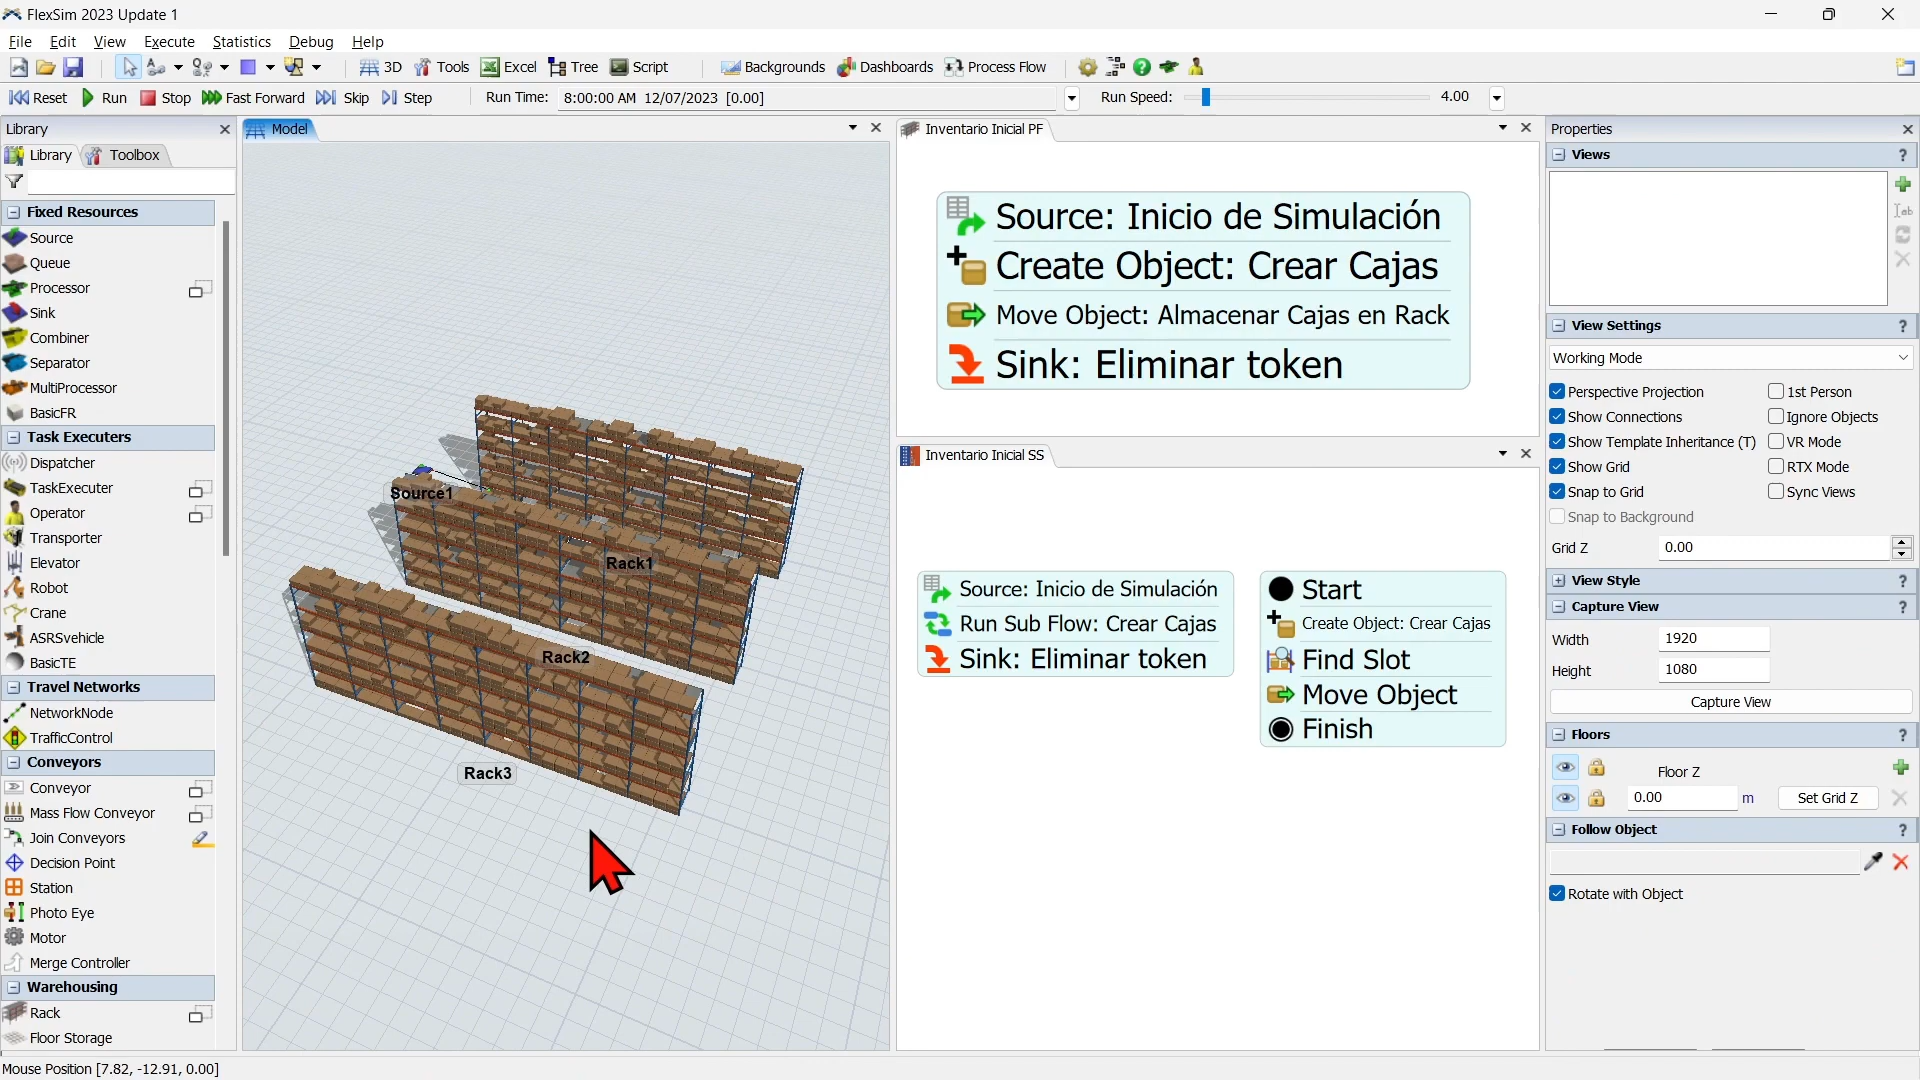 FlexSim 2023 Update 1
File Edit View Execute Statistics Debug Help
3D Tools Excel Tree Script Backgrounds Dashboards Process Flow
Reset Run Stop Fast Forward Skip Step Run Time: 8:00:00 AM 12/07/2023 [0.00] Run Speed: 4.00
Library
Library Toolbox
Fixed Resources
Source
Queue
Processor
Sink
Combiner
Separator
MultiProcessor
BasicFR
Task Executers
Dispatcher
TaskExecuter
Operator
Transporter
Elevator
Robot
Crane
ASRSvehicle
BasicTE
Travel Networks
NetworkNode
TrafficControl
Conveyors
Conveyor
Mass Flow Conveyor
Join Conveyors
Decision Point
Station
Photo Eye
Motor
Merge Controller
Warehousing
Rack
Floor Storage
Mouse Position [7.82, -12.91, 0.00]
Model
Source1
Rack1
Rack2
Rack3
Inventario Inicial PF
Source: Inicio de Simulación
Create Object: Crear Cajas
Move Object: Almacenar Cajas en Rack
Sink: Eliminar token
Inventario Inicial SS
Source: Inicio de Simulación
Run Sub Flow: Crear Cajas
Sink: Eliminar token
Start
Create Object: Crear Cajas
Find Slot
Move Object
Finish
Properties
Views ?
ab
View Settings ?
Working Mode
Perspective Projection 1st Person
Show Connections Ignore Objects
Show Template Inheritance (T) VR Mode
Show Grid RTX Mode
Snap to Grid Sync Views
Snap to Background
Grid Z 0.00
View Style ?
Capture View ?
Width 1920
Height 1080
Capture View
Floors ?
Floor Z
0.00 m Set Grid Z
Follow Object ?
Rotate with Object